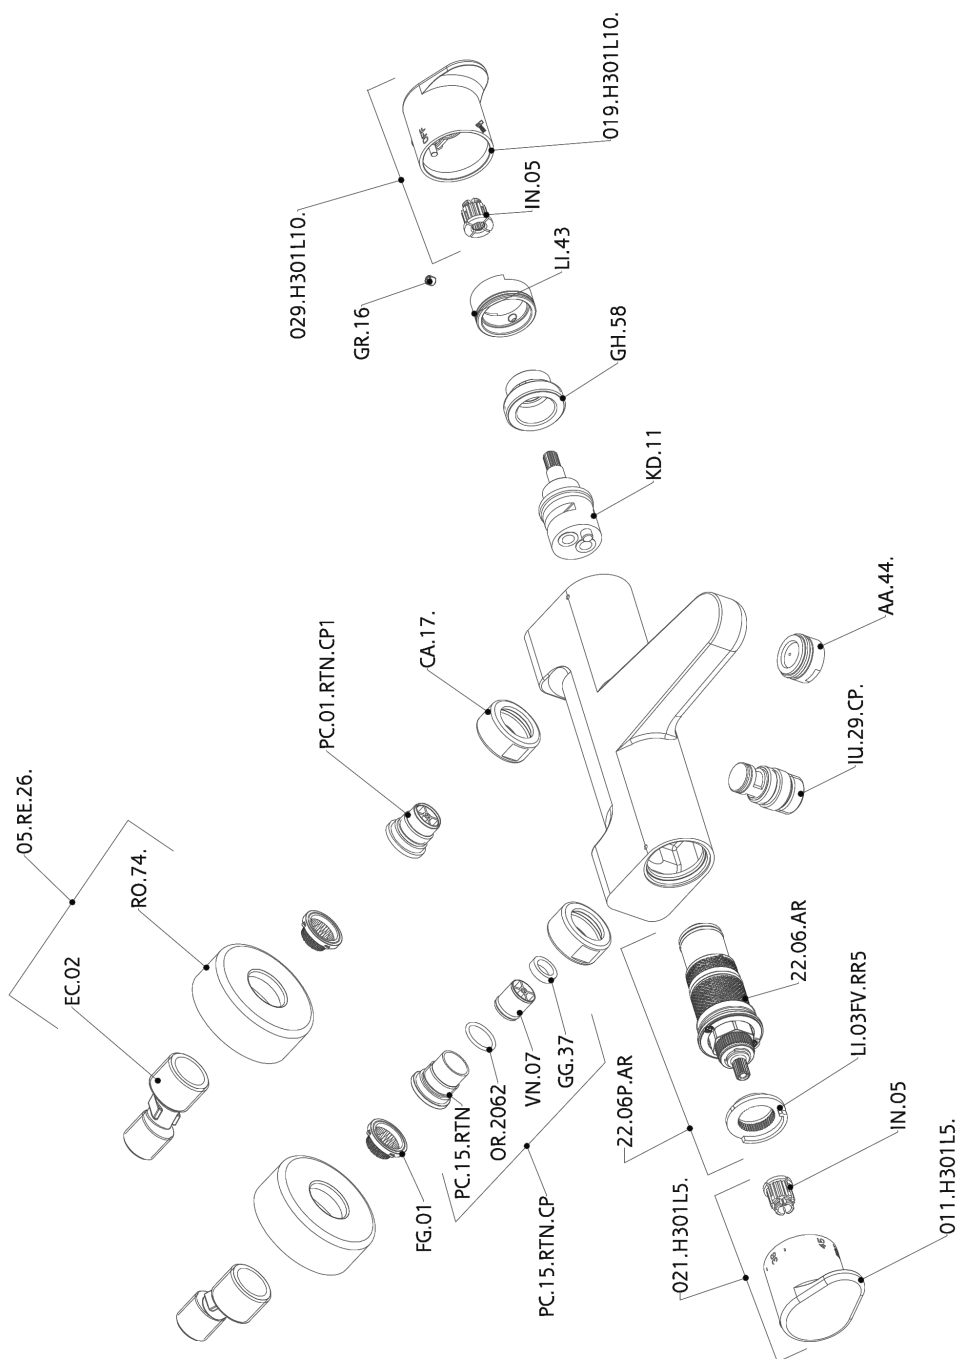 019.H301L10.
IN.05
029.H301L10.
LI.43
GR.16
GH.58
KD.11
OFF
AA.44.
CA.17.
PC.01.RTN.CP1
IU.29.CP.
05.RE.26.
RO.74.
EC.02
22.06.AR
LI.03FV.RR5
GG.37
VN.07
OR.2062
PC.15.RTN
22.06P.AR
IN.05
FG.01
PC.15.RTN.CP
021.H301L5.
011.H301L5.
38
45